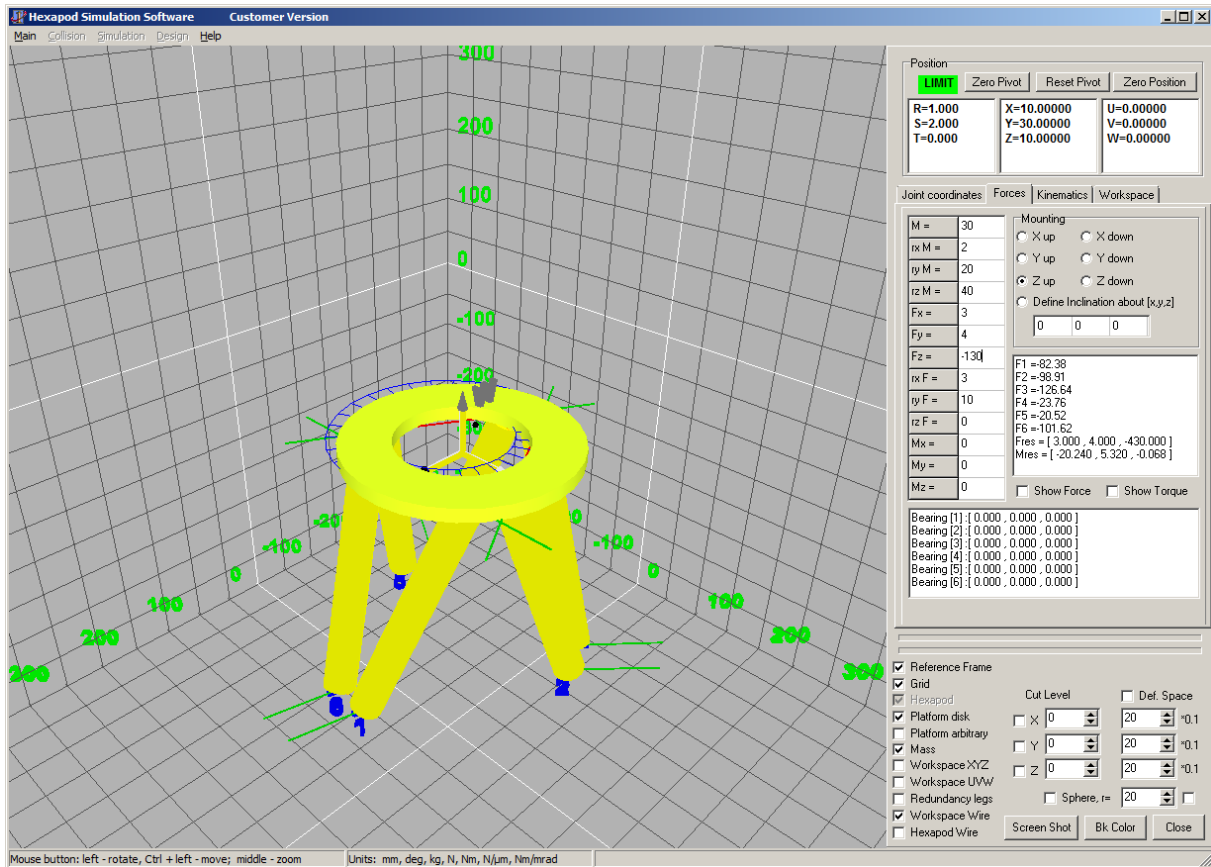 Hexapod Simulation Software Customer Version
Main Collision Simulation Design Help
300
200
100
0
-100
-200
-100
0
100
200
-100
0
100
200
300
6
1
2
Position
LIMIT Zero Pivot Reset Pivot Zero Position
R=1.000 X=10.00000 U=0.00000
S=2.000 Y=30.00000 V=0.00000
T=0.000 Z=10.00000 W=0.00000
Joint coordinates Forces Kinematics Workspace
M = 30
rx M = 2
ry M = 20
rz M = 40
Fx = 3
Fy = 4
Fz = -130
rx F = 3
ry F = 10
rz F = 0
Mx = 0
My = 0
Mz = 0
Mounting
X up X down
Y up Y down
Z up Z down
Define Inclination about [x,y,z]
0 0 0
F1 =-82.38
F2 =-98.91
F3 =-126.64
F4 =-23.76
F5 =-20.52
F6 =-101.62
Fres = [ 3.000 , 4.000 , -430.000 ]
Mres = [ -20.240 , 5.320 , -0.068 ]
Show Force Show Torque
Bearing [1] :[ 0.000 , 0.000 , 0.000 ]
Bearing [2] :[ 0.000 , 0.000 , 0.000 ]
Bearing [3] :[ 0.000 , 0.000 , 0.000 ]
Bearing [4] :[ 0.000 , 0.000 , 0.000 ]
Bearing [5] :[ 0.000 , 0.000 , 0.000 ]
Bearing [6] :[ 0.000 , 0.000 , 0.000 ]
Reference Frame
Grid
Hexapod
Platform disk
Platform arbitrary
Mass
Workspace XYZ
Workspace UVW
Redundancy legs
Workspace Wire
Hexapod Wire
Cut Level Def. Space
X 0 20 *0.1
Y 0 20 *0.1
Z 0 20 *0.1
Sphere, r= 20
Screen Shot Bk Color Close
Mouse button: left - rotate, Ctrl + left - move; middle - zoom Units: mm, deg, kg, N, Nm, N/µm, Nm/mrad